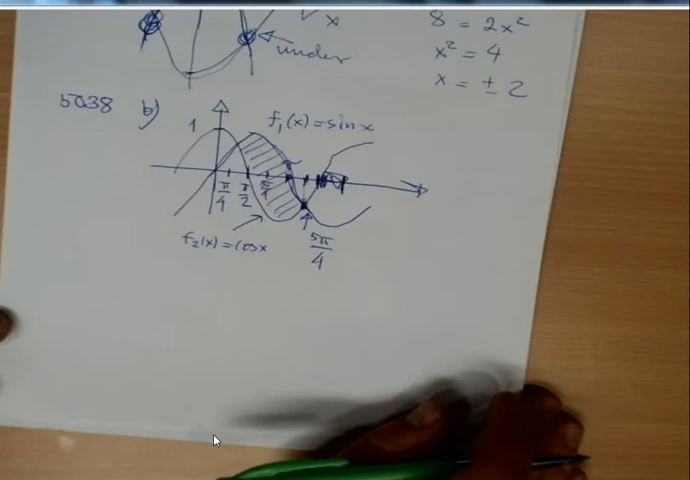 x
under
8 = 2x²
x² = 4
x = ± 2
5038 b)
1
f₁(x) = sin x
π/4
π/2
π
5π/4
f₂(x) = cos x